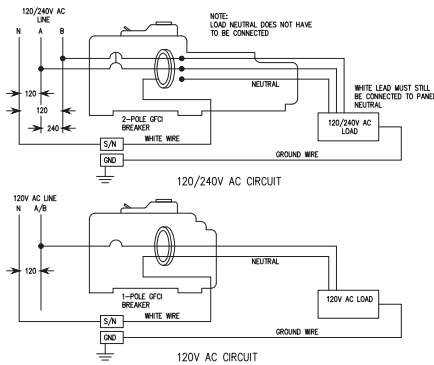 120/240V AC
LINE
N A B
NOTE:
LOAD NEUTRAL DOES NOT HAVE
TO BE CONNECTED
120
120
240
NEUTRAL
WHITE LEAD MUST STILL
BE CONNECTED TO PANE
NEUTRAL
2-POLE GFCI
BREAKER
120/240V AC
LOAD
S/N
WHITE WIRE
GND
GROUND WIRE
120/240V AC CIRCUIT
120V AC LINE
N A/B
120
NEUTRAL
1-POLE GFCI
BREAKER
120V AC LOAD
S/N
WHITE WIRE
GND
GROUND WIRE
120V AC CIRCUIT